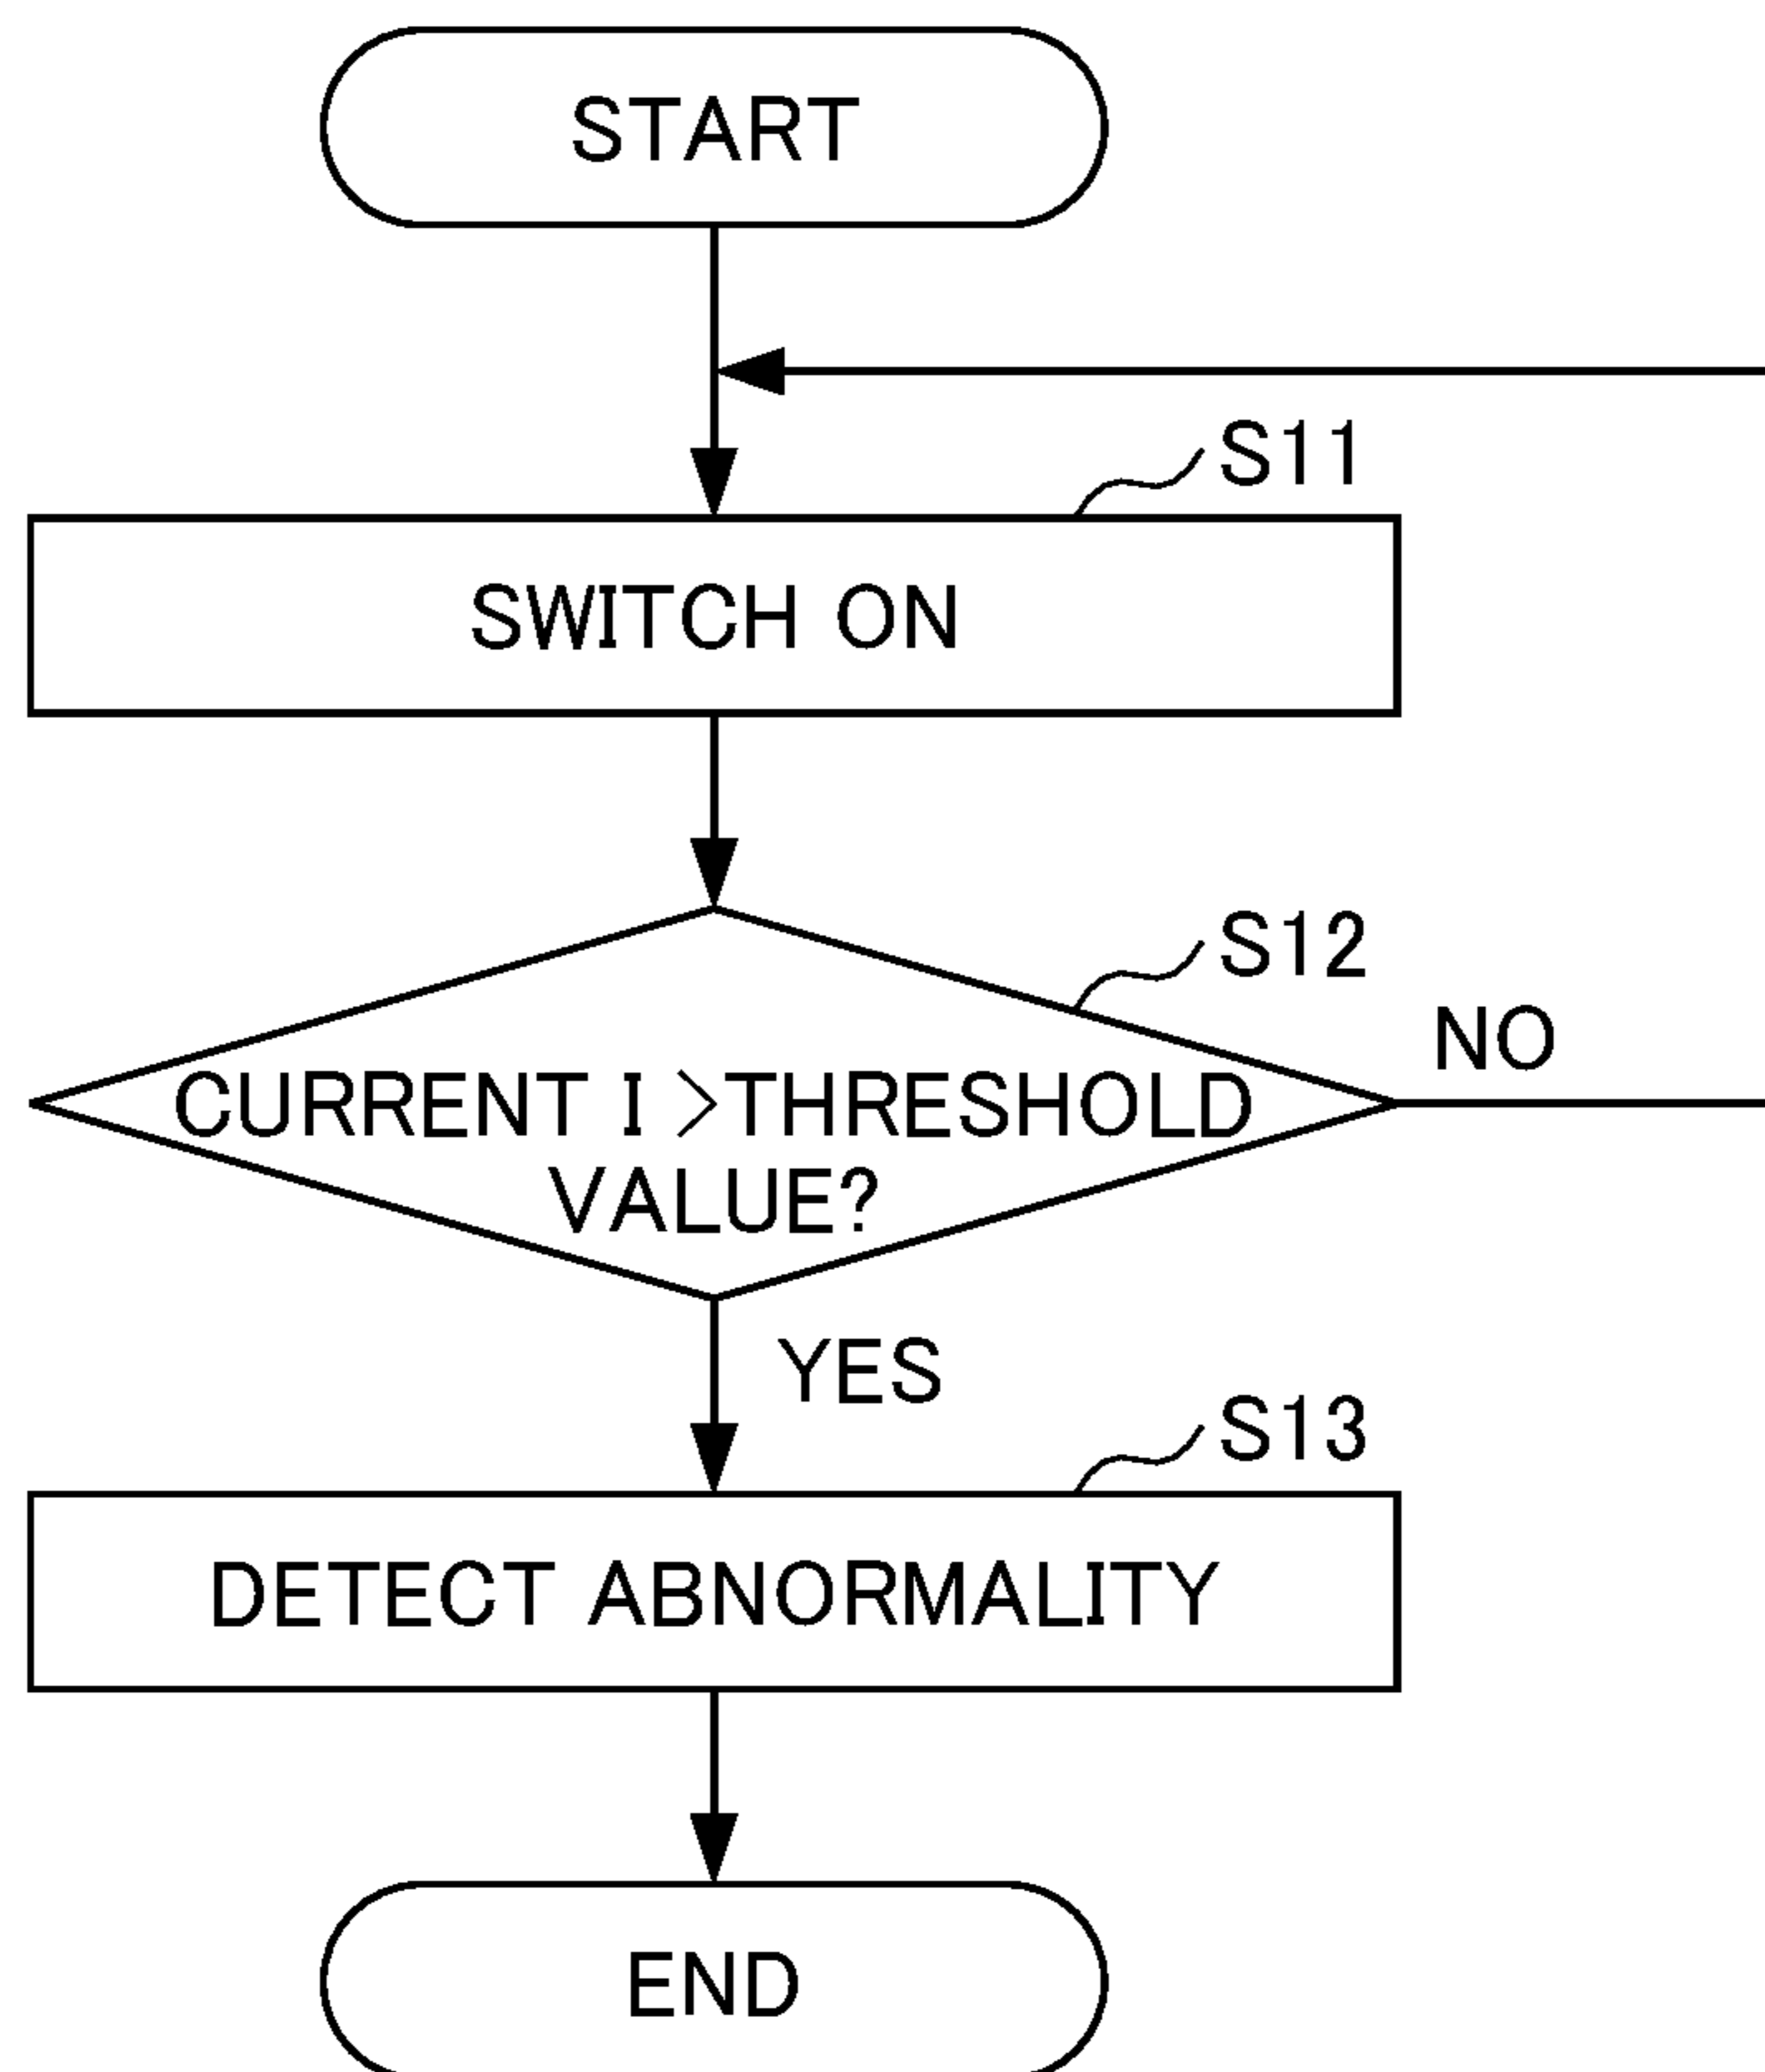 START
S11
SWITCH ON
S12
NO
CURRENT I >THRESHOLD
VALUE?
YES
S13
DETECT ABNORMALITY
END